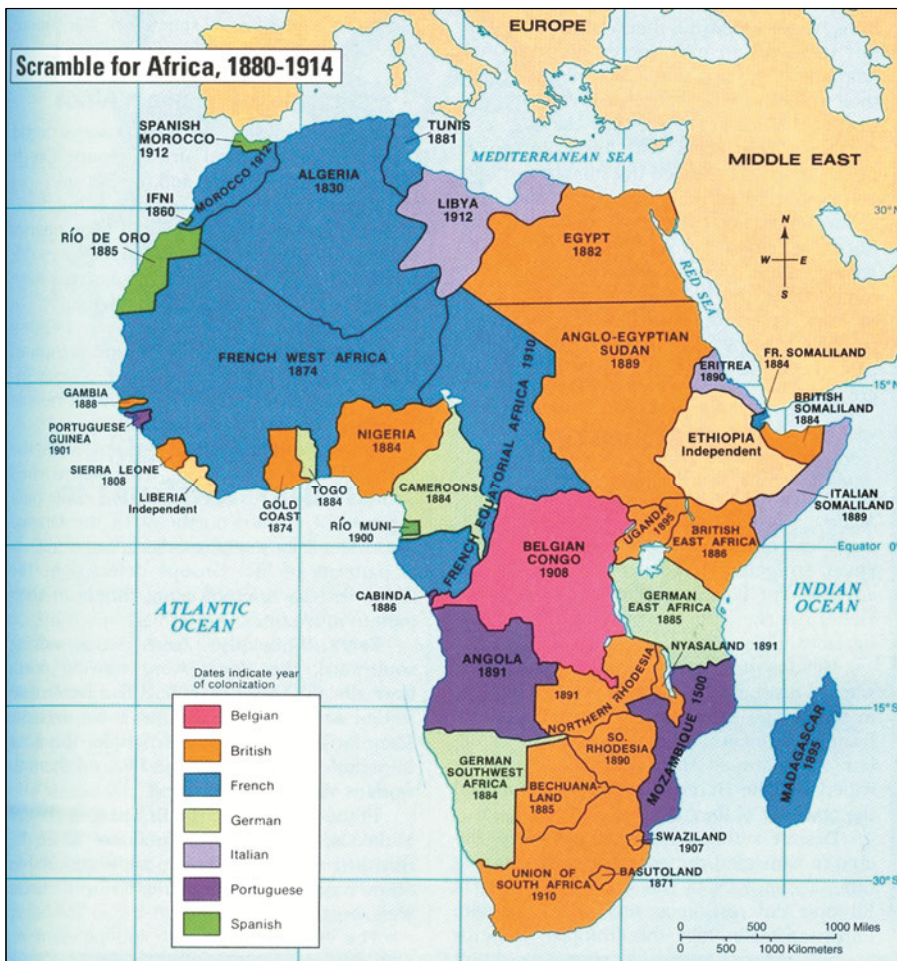 EUROPE
Scramble for Africa, 1880-1914
SPANISH
MOROCCO
1912
TUNIS
1881
MEDITERRANEAN SEA
MIDDLE EAST
ALGERIA
1830
MOROCCO 1912
IFNI
1860
LIBYA
1912
30° N
RÍO DE ORO
1885
EGYPT
1882
N
W E
S
RED SEA
FRENCH WEST AFRICA
1874
ANGLO-EGYPTIAN
SUDAN
1889
FRENCH EQUATORIAL AFRICA 1910
ERITREA
1890
FR. SOMALILAND
1884
15°
GAMBIA
1888
BRITISH
SOMALILAND
1884
PORTUGUESE
GUINEA
1901
NIGERIA
1884
ETHIOPIA
Independent
SIERRA LEONE
1808
LIBERIA
Independent
GOLD
COAST
1874
TOGO
1884
CAMEROONS
1884
ITALIAN
SOMALILAND
1889
RÍO MUNI
1900
UGANDA
1895
BRITISH
EAST AFRICA
1886
BELGIAN
CONGO
1908
Equator 0°
CABINDA
1886
ATLANTIC
OCEAN
GERMAN
EAST AFRICA
1885
INDIAN
OCEAN
NYASALAND 1891
ANGOLA
1891
1891
NORTHERN RHODESIA
MOZAMBIQUE 1500
15°S
SO.
RHODESIA
1890
MADAGASCAR
1895
GERMAN
SOUTHWEST
AFRICA
1884
BECHUANA-
LAND
1885
SWAZILAND
1907
BASUTOLAND
1871
UNION OF
SOUTH AFRICA
1910
30°S
Dates indicate year
of colonization
Belgian
British
French
German
Italian
Portuguese
Spanish
0 500 1000 Miles
0 500 1000 Kilometers